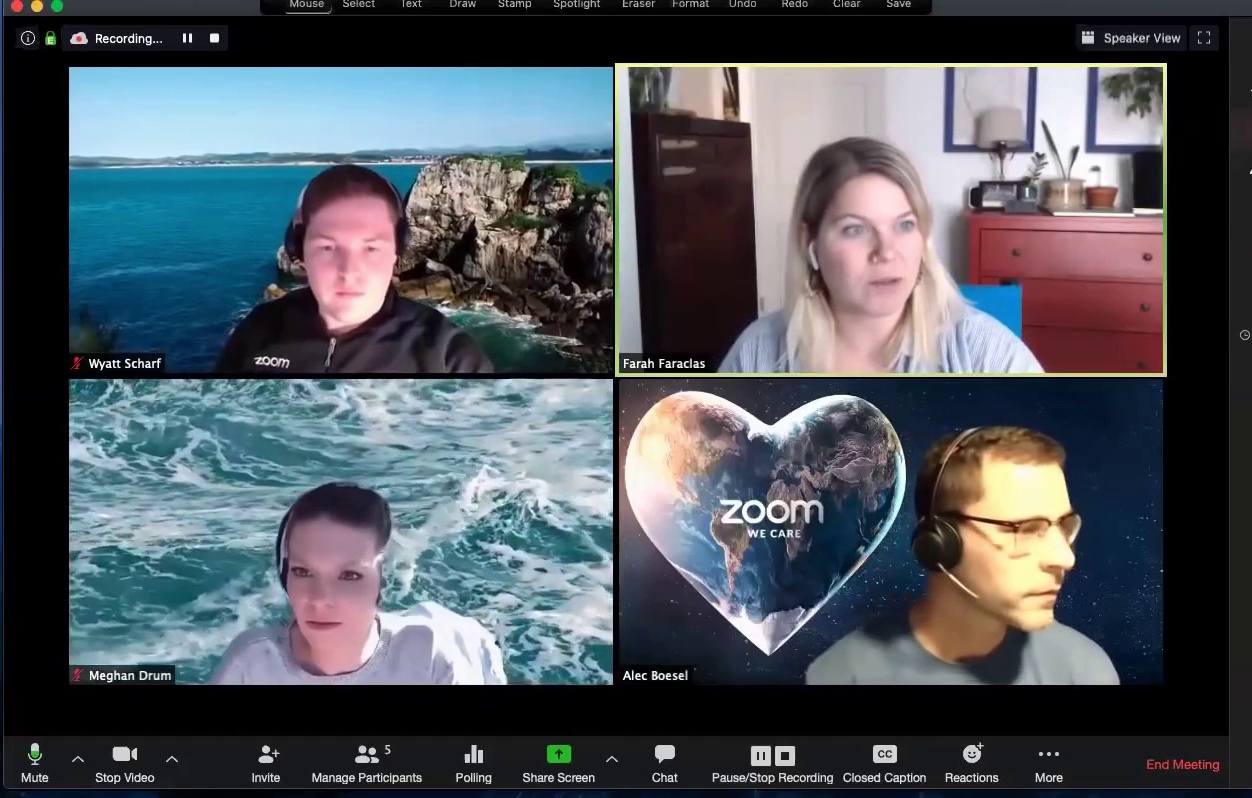 Mouse Select Text Draw Stamp Spotlight Eraser Format Undo Redo Clear Save
Recording...
Speaker View
zoom
Wyatt Scharf
Farah Faraclas
zoom
WE CARE
Meghan Drum
Alec Boesel
5
CC
Mute Stop Video Invite Manage Participants Polling Share Screen Chat Pause/Stop Recording Closed Caption Reactions More End Meeting